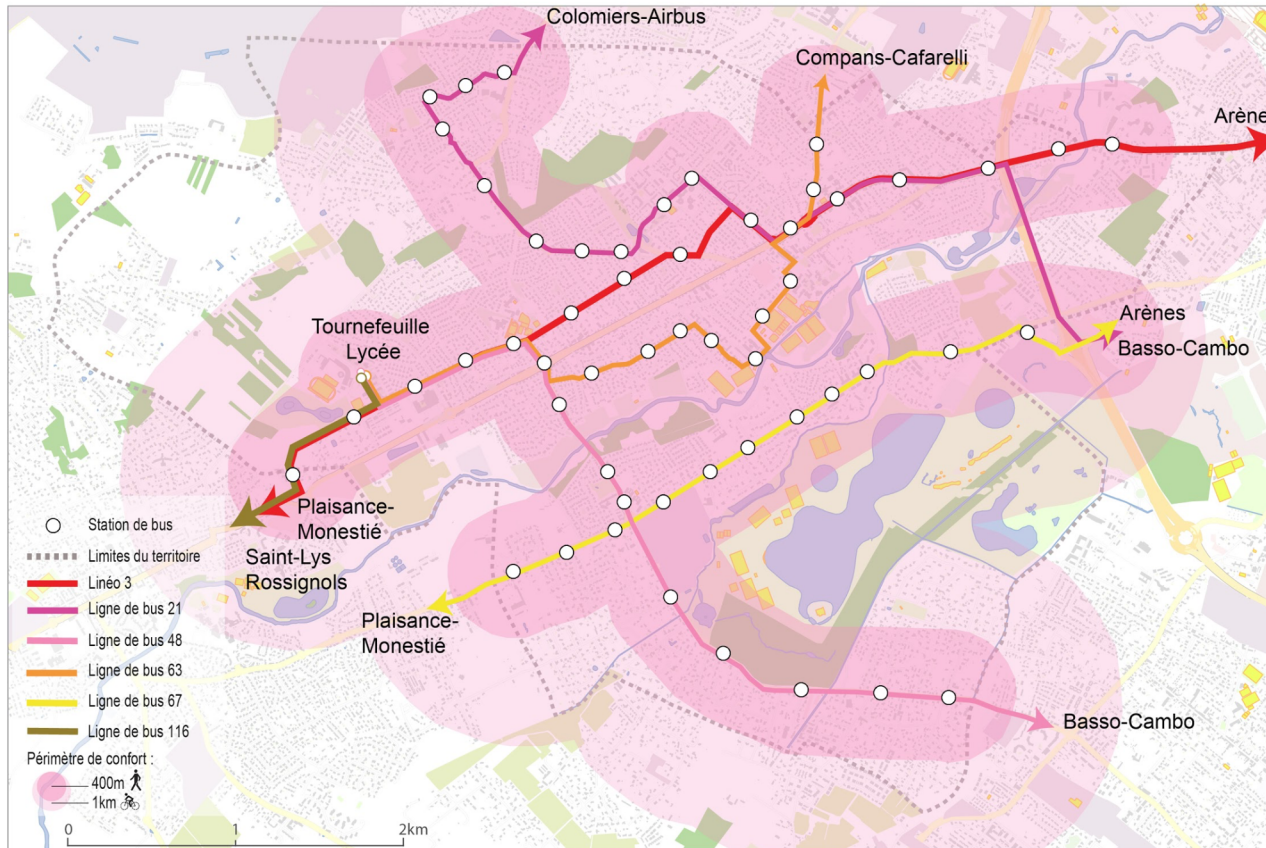 Colomiers-Airbus
Compans-Cafarelli
Arène
Tournefeuille
Lycée
Arènes
Basso-Cambo
Plaisance-
Monestié
Saint-Lys
Rossignols
Plaisance-
Monestié
Basso-Cambo
Station de bus
Limites du territoire
Linéo 3
Ligne de bus 21
Ligne de bus 48
Ligne de bus 63
Ligne de bus 67
Ligne de bus 116
Périmètre de confort :
400m
1km
0 1 2km